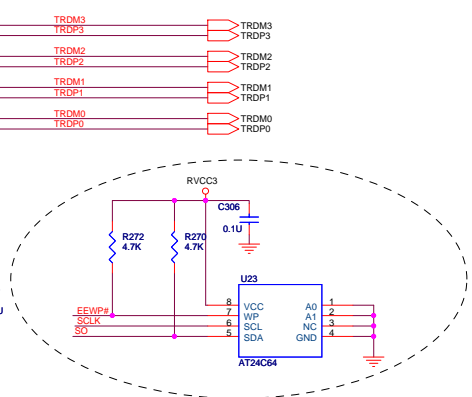 TRDM3 TRDM3
TRDP3 TRDP3
TRDM2 TRDM2
TRDP2 TRDP2
TRDM1 TRDM1
TRDP1 TRDP1
TRDM0 TRDM0
TRDP0 TRDP0
RVCC3
C306
0.1U
R272 R270
4.7K 4.7K
U23
8 VCC A0 1
EEWP# 7 WP A1 2
SCLK 6 SCL NC 3
SO 5 SDA GND 4
AT24C64
U